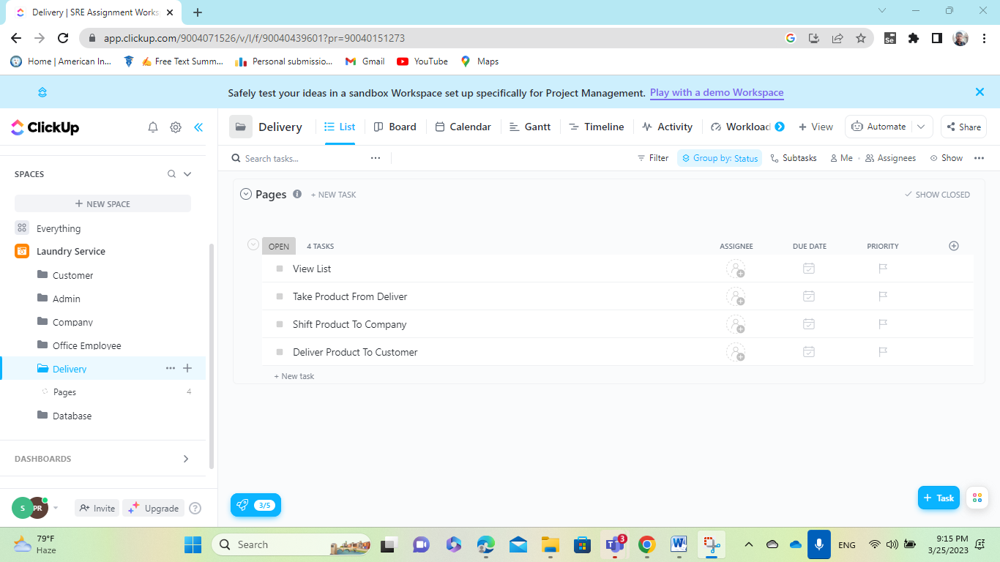 Delivery | SRE Assignment Works
app.clickup.com/9004071526/v/l/f/90040439601?pr=90040151273
Se
Home | American In...
Free Text Summ...
Personal submissio...
Gmail
YouTube
Maps
Safely test your ideas in a sandbox Workspace set up specifically for Project Management. Play with a demo Workspace
ClickUp
Delivery
List
Board
Calendar
Gantt
Timeline
Activity
Workload
+ View
Automate
Share
Search tasks...
Filter
Group by: Status
Subtasks
Me
Assignees
Show
SPACES
+ NEW SPACE
Everything
Laundry Service
Customer
Admin
Company
Office Employee
Delivery
Pages 4
Database
DASHBOARDS
S PR
Invite
Upgrade
?
Pages
+ NEW TASK
SHOW CLOSED
OPEN 4 TASKS ASSIGNEE DUE DATE PRIORITY
View List
Take Product From Deliver
Shift Product To Company
Deliver Product To Customer
+ New task
3/5
+ Task
79°F
Haze
Search
3
ENG
9:15 PM
3/25/2023